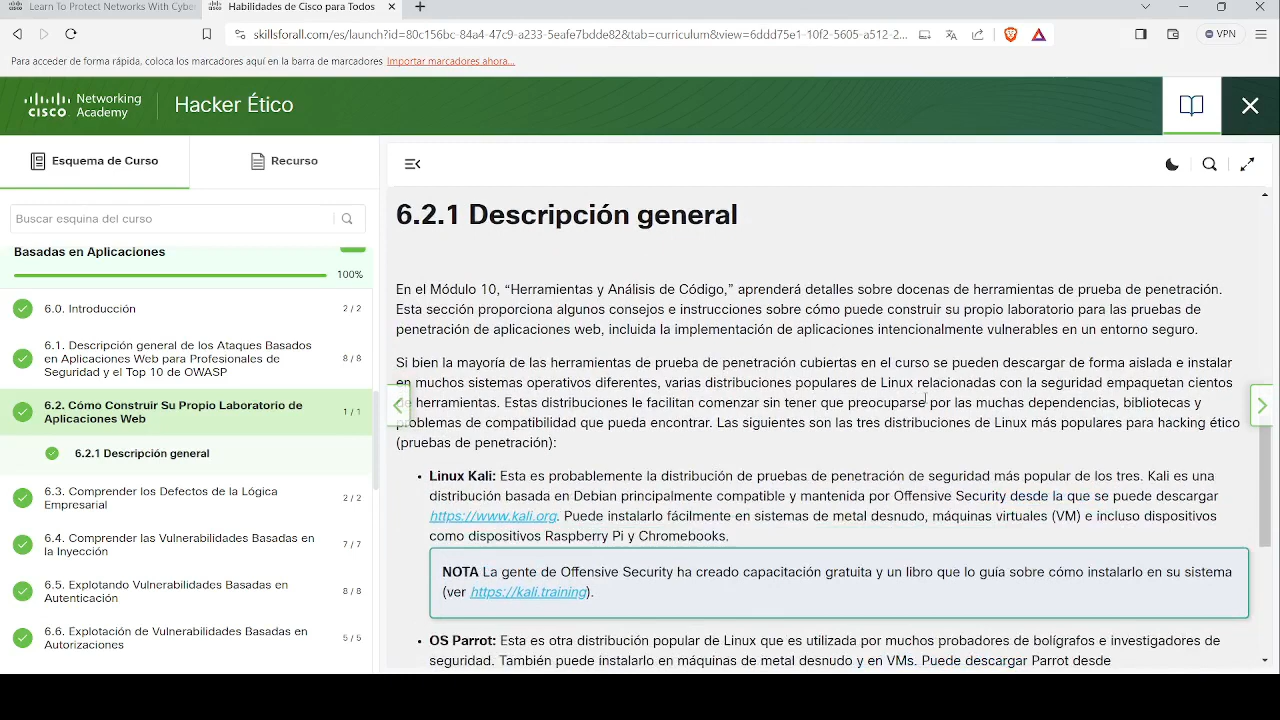 Learn To Protect Networks With Cyber
Habilidades de Cisco para Todos
skillsforall.com/es/launch?id=80c156bc-84a4-47c9-a233-5eafe7bdde82&tab=curriculum&view=6ddd75e1-10f2-5605-a512-2...
VPN
Para acceder de forma rápida, coloca los marcadores aquí en la barra de marcadores Importar marcadores ahora...
cisco Networking Academy
Hacker Ético
Esquema de Curso
Recurso
Buscar esquina del curso
Basadas en Aplicaciones
100%
6.0. Introducción 2 / 2
6.1. Descripción general de los Ataques Basados
en Aplicaciones Web para Profesionales de 8 / 8
Seguridad y el Top 10 de OWASP
6.2. Cómo Construir Su Propio Laboratorio de 1 / 1
Aplicaciones Web
6.2.1 Descripción general
6.3. Comprender los Defectos de la Lógica 2 / 2
Empresarial
6.4. Comprender las Vulnerabilidades Basadas en 7 / 7
la Inyección
6.5. Explotando Vulnerabilidades Basadas en 8 / 8
Autenticación
6.6. Explotación de Vulnerabilidades Basadas en 5 / 5
Autorizaciones
6.2.1 Descripción general
En el Módulo 10, “Herramientas y Análisis de Código,” aprenderá detalles sobre docenas de herramientas de prueba de penetración.
Esta sección proporciona algunos consejos e instrucciones sobre cómo puede construir su propio laboratorio para las pruebas de
penetración de aplicaciones web, incluida la implementación de aplicaciones intencionalmente vulnerables en un entorno seguro.
Si bien la mayoría de las herramientas de prueba de penetración cubiertas en el curso se pueden descargar de forma aislada e instalar
en muchos sistemas operativos diferentes, varias distribuciones populares de Linux relacionadas con la seguridad empaquetan cientos
de herramientas. Estas distribuciones le facilitan comenzar sin tener que preocuparse por las muchas dependencias, bibliotecas y
problemas de compatibilidad que pueda encontrar. Las siguientes son las tres distribuciones de Linux más populares para hacking ético
(pruebas de penetración):
• Linux Kali: Esta es probablemente la distribución de pruebas de penetración de seguridad más popular de los tres. Kali es una
distribución basada en Debian principalmente compatible y mantenida por Offensive Security desde la que se puede descargar
https://www.kali.org. Puede instalarlo fácilmente en sistemas de metal desnudo, máquinas virtuales (VM) e incluso dispositivos
como dispositivos Raspberry Pi y Chromebooks.
NOTA La gente de Offensive Security ha creado capacitación gratuita y un libro que lo guía sobre cómo instalarlo en su sistema
(ver https://kali.training).
• OS Parrot: Esta es otra distribución popular de Linux que es utilizada por muchos probadores de bolígrafos e investigadores de
seguridad. También puede instalarlo en máquinas de metal desnudo y en VMs. Puede descargar Parrot desde